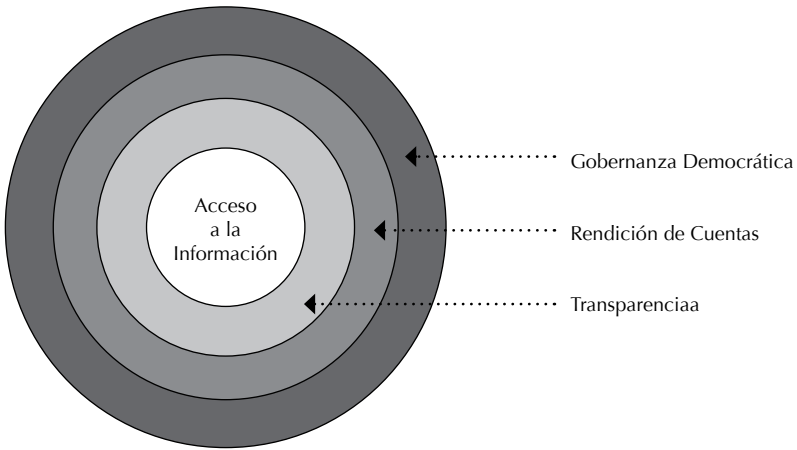 Acceso
a la
Información
Gobernanza Democrática
Rendición de Cuentas
Transparenciaa